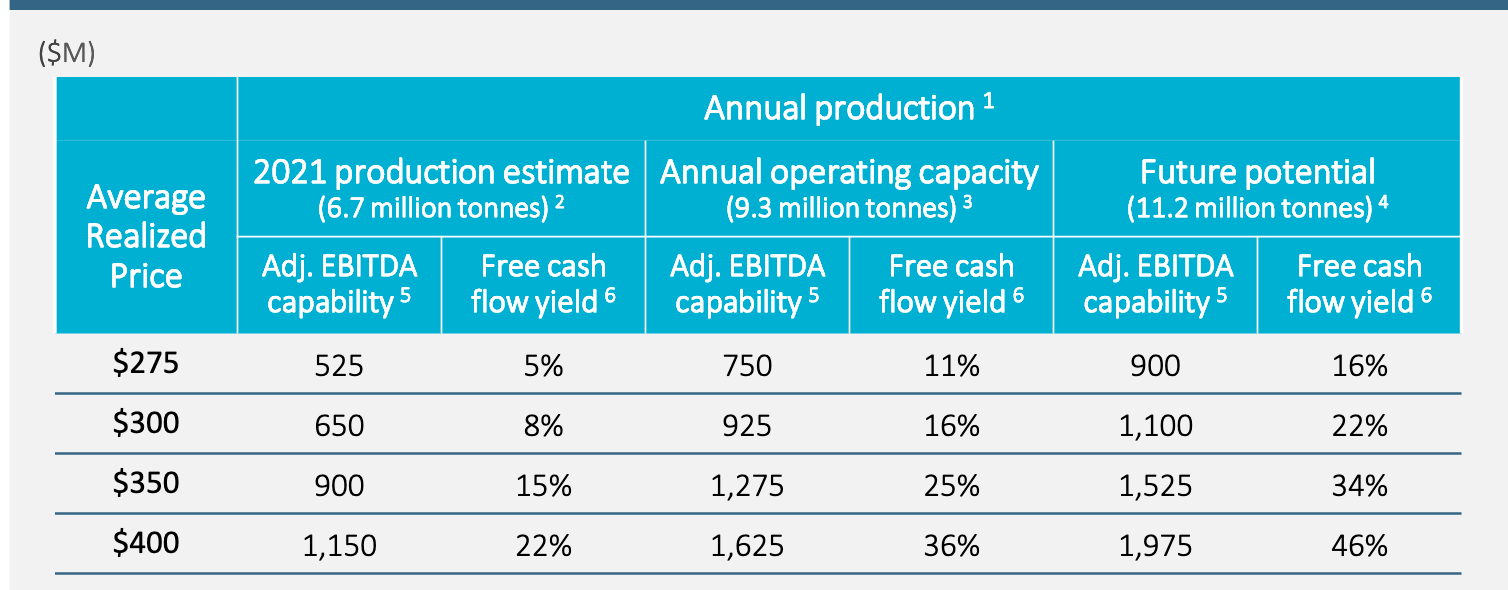 ($M)
Annual production 1
Average
Realized
Price
2021 production estimate
(6.7 million tonnes) 2
Annual operating capacity
(9.3 million tonnes) 3
Future potential
(11.2 million tonnes) 4
Adj. EBITDA
capability 5
Free cash
flow yield 6
Adj. EBITDA
capability 5
Free cash
flow yield 6
Adj. EBITDA
capability 5
Free cash
flow yield 6
$275 525 5% 750 11% 900 16%
$300 650 8% 925 16% 1,100 22%
$350 900 15% 1,275 25% 1,525 34%
$400 1,150 22% 1,625 36% 1,975 46%